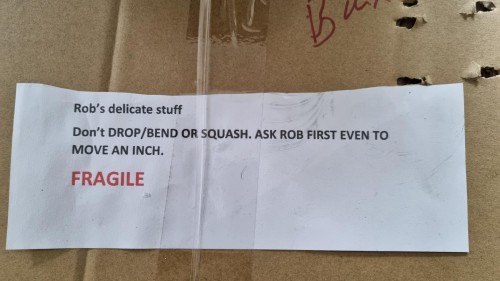 Rob's delicate stuff
Don't DROP/BEND OR SQUASH. ASK ROB FIRST EVEN TO
MOVE AN INCH.
FRAGILE